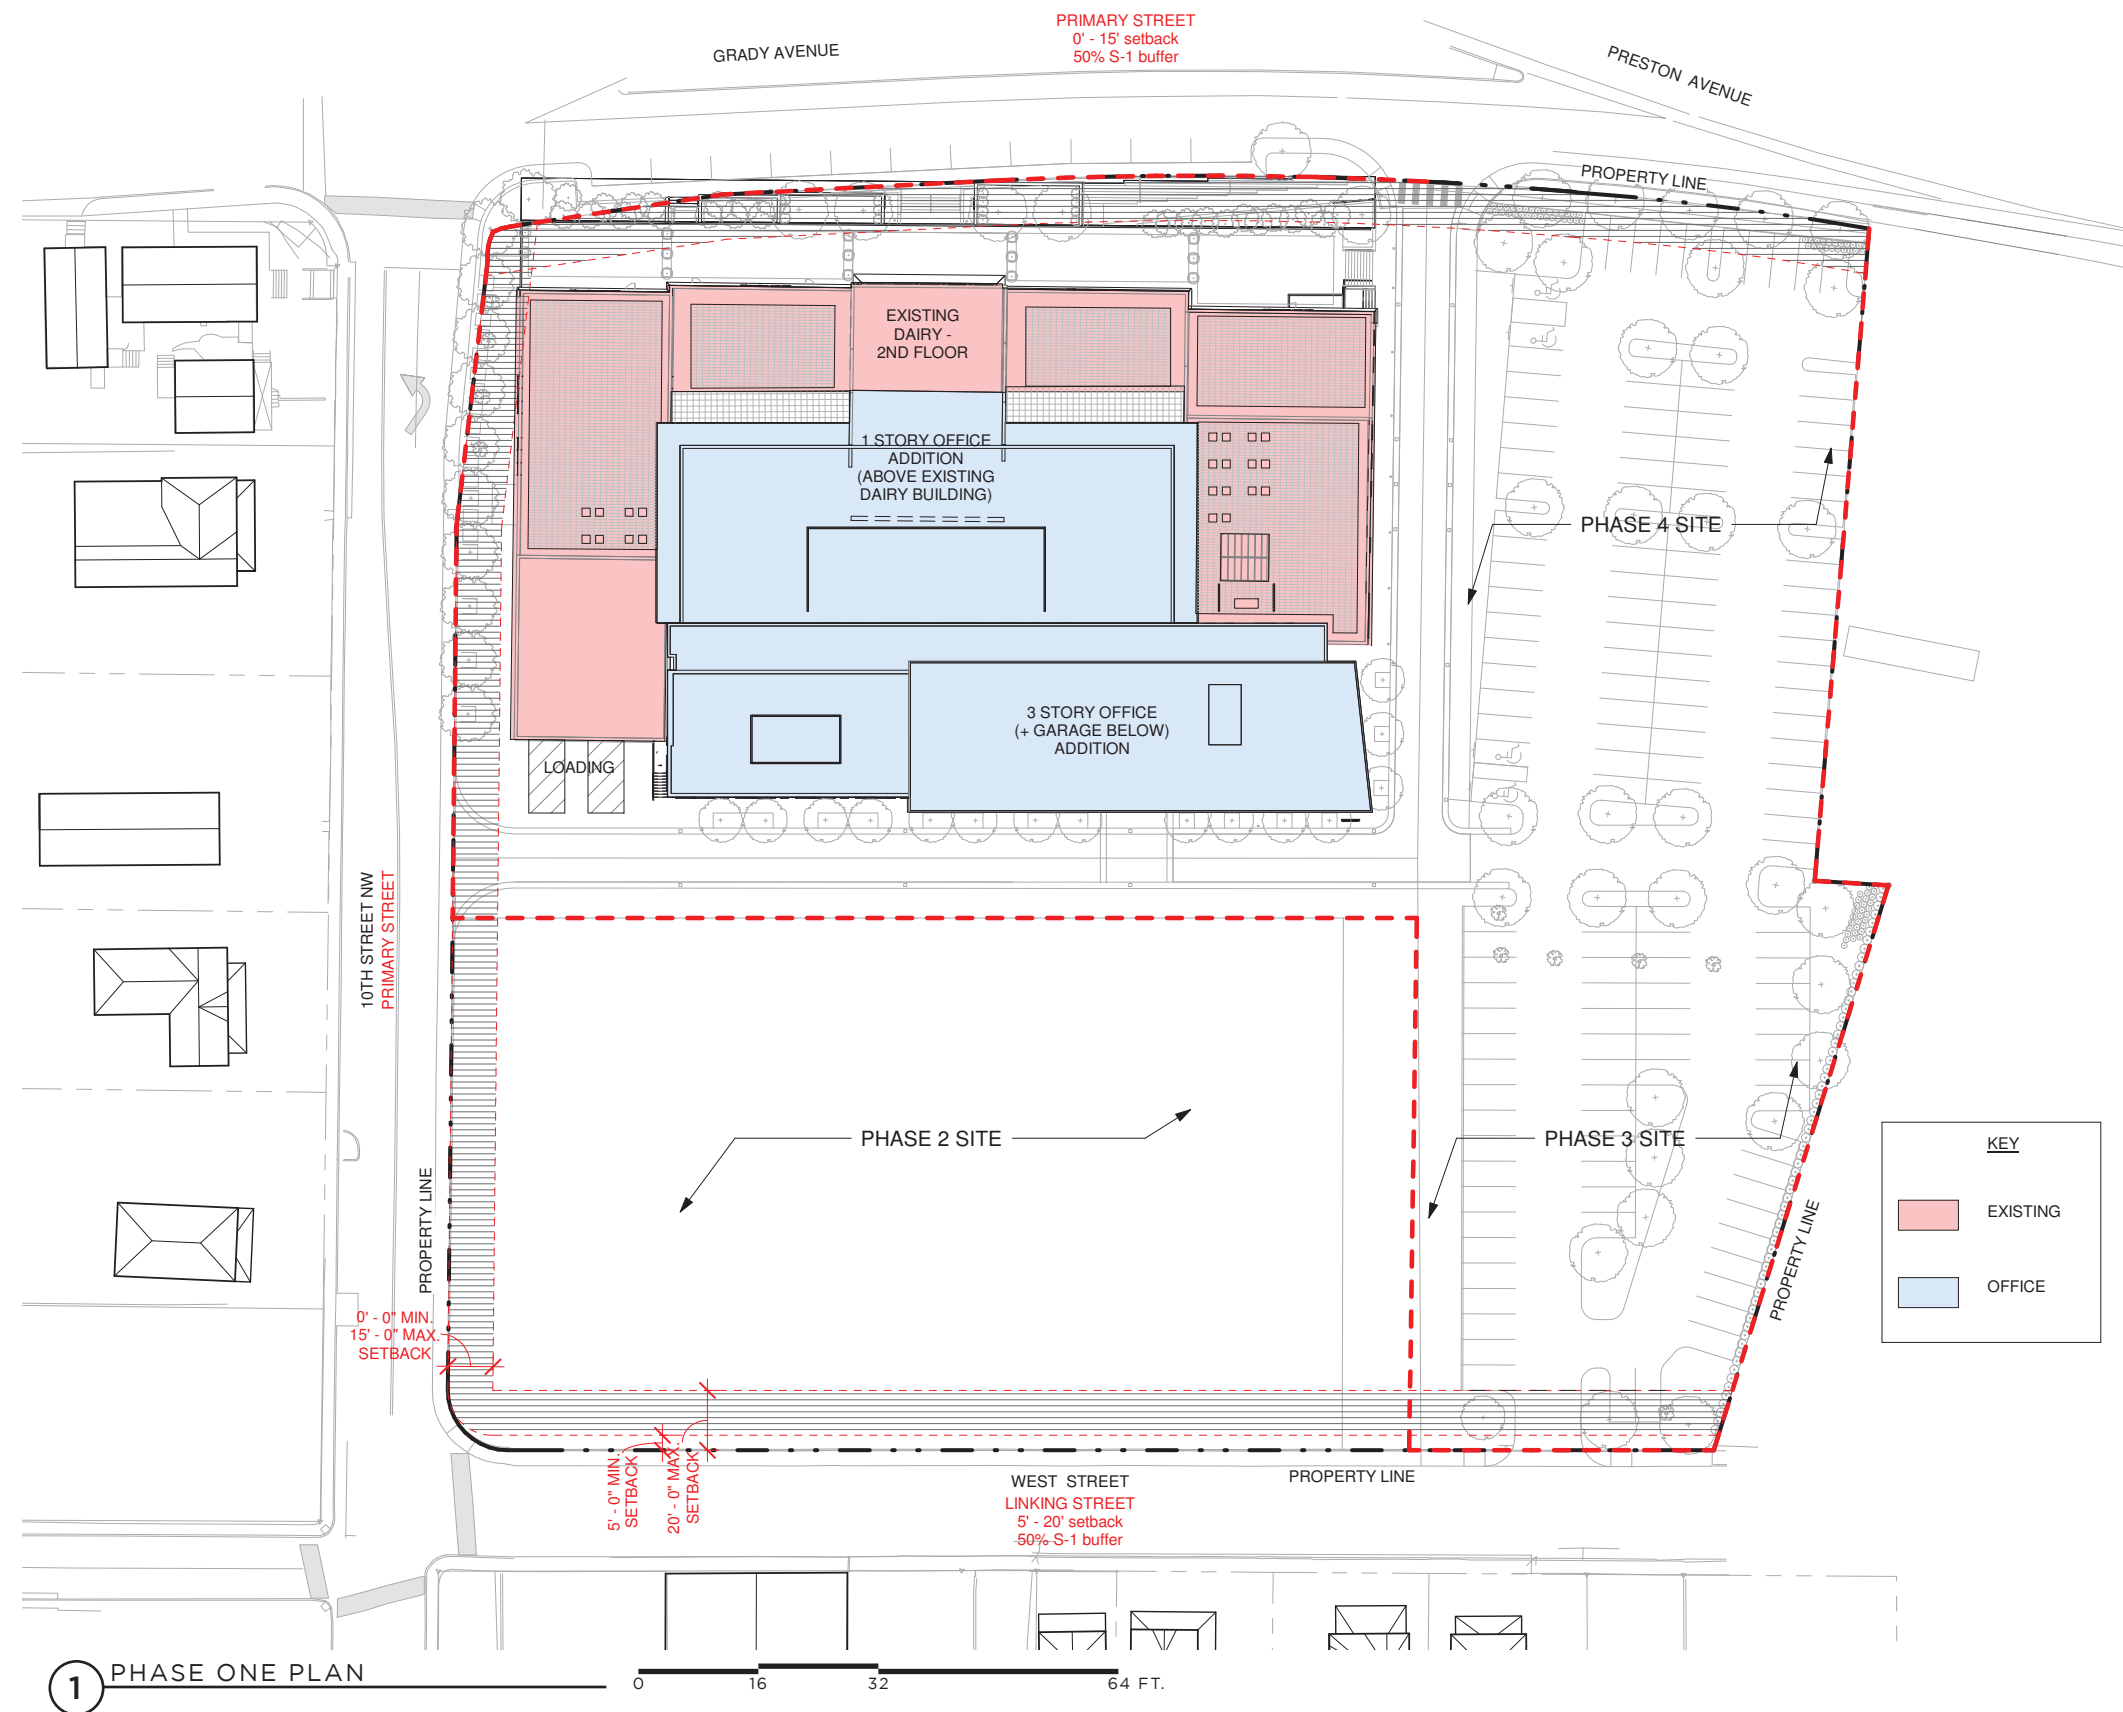 PRIMARY STREET
0' - 15' setback
50% S-1 buffer
GRADY AVENUE
PRESTON AVENUE
PROPERTY LINE
EXISTING
DAIRY -
2ND FLOOR
1 STORY OFFICE
ADDITION
(ABOVE EXISTING
DAIRY BUILDING)
PHASE 4 SITE
3 STORY OFFICE
(+ GARAGE BELOW)
ADDITION
LOADING
10TH STREET NW
PRIMARY STREET
PHASE 2 SITE
PHASE 3 SITE
KEY
EXISTING
OFFICE
PROPERTY LINE
PROPERTY LINE
0' - 0" MIN.
15' - 0" MAX.
SETBACK
5' - 0" MIN.
SETBACK
20' - 0" MAX.
SETBACK
WEST STREET
PROPERTY LINE
LINKING STREET
5' - 20' setback
50% S-1 buffer
1 PHASE ONE PLAN
0 16 32 64 FT.